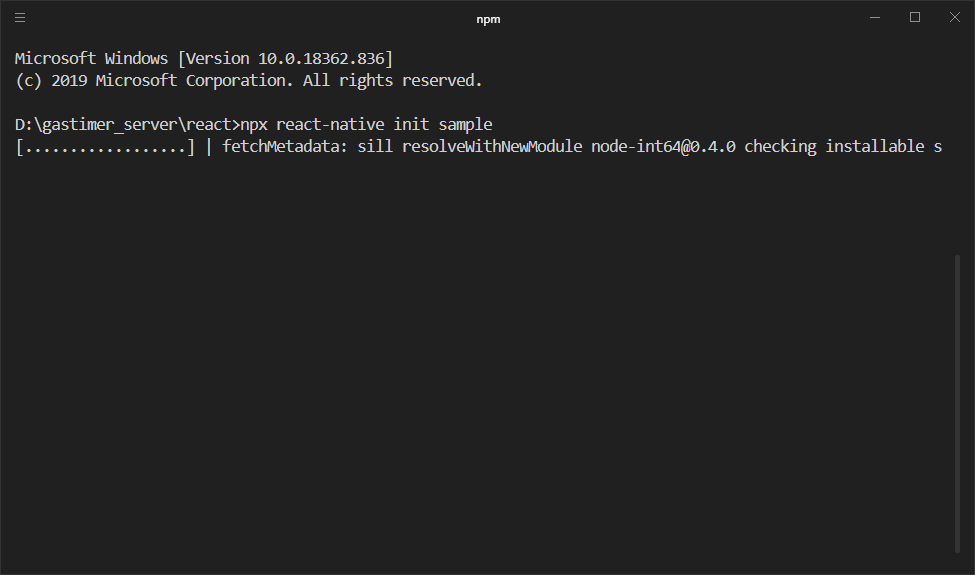 npm
Microsoft Windows [Version 10.0.18362.836]
(c) 2019 Microsoft Corporation. All rights reserved.
D:\gastimer_server\react>npx react-native init sample
[..................] | fetchMetadata: sill resolveWithNewModule node-int64@0.4.0 checking installable s